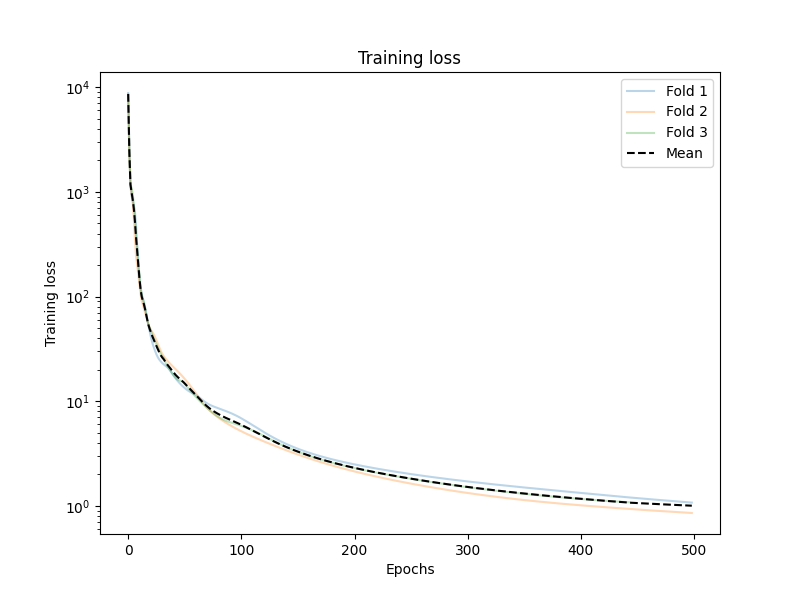 Training loss
Fold 1
Fold 2
Fold 3
Mean
Training loss
10⁴
10³
10²
10¹
10⁰
0 100 200 300 400 500
Epochs